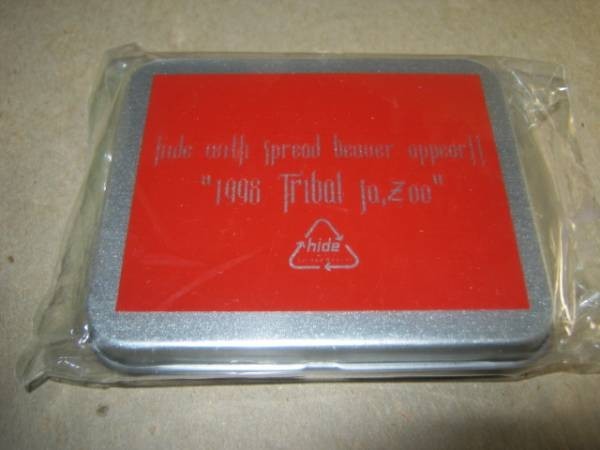 hide with Spread beaver appear!!
"1998 Tribal Ja,Zoo"
hide